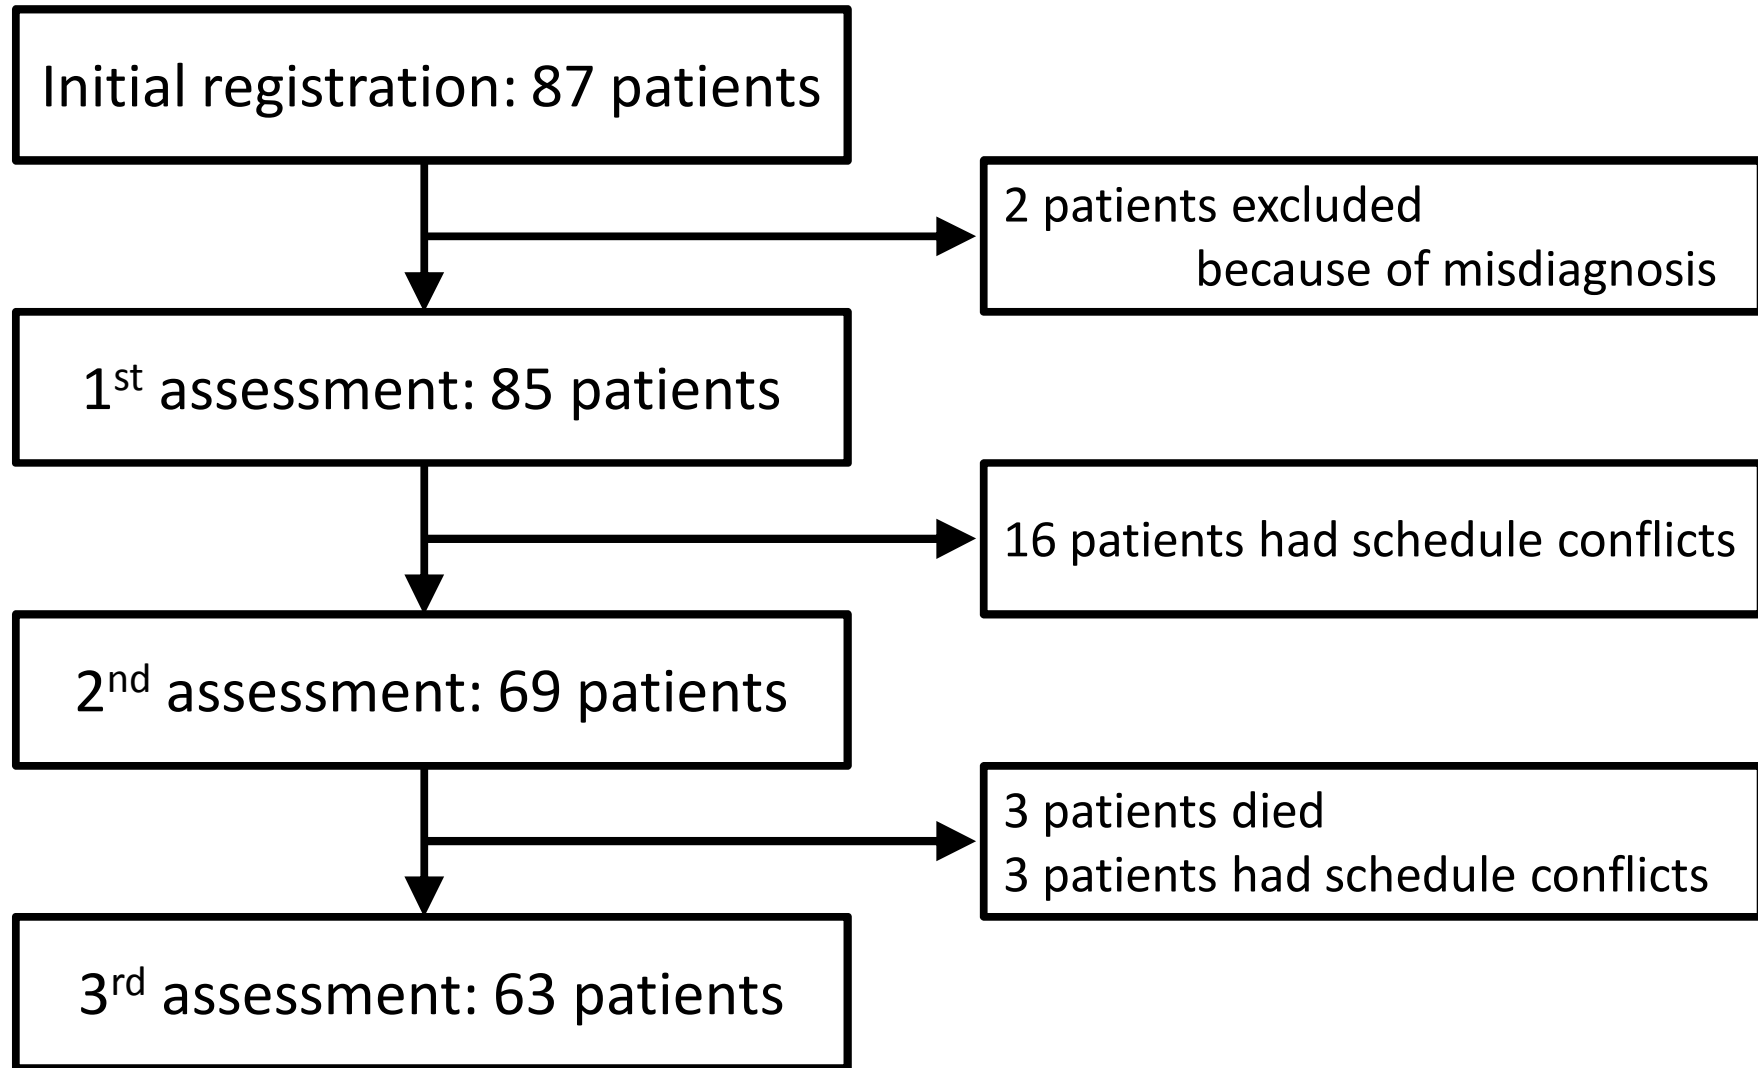 Initial registration: 87 patients
2 patients excluded
because of misdiagnosis
1st assessment: 85 patients
16 patients had schedule conflicts
2nd assessment: 69 patients
3 patients died
3 patients had schedule conflicts
3rd assessment: 63 patients